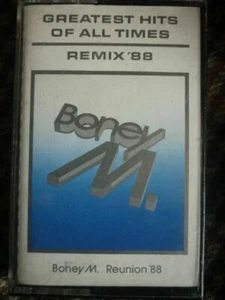 GREATEST HITS
OF ALL TIMES
REMIX '88
Boney
M.
Boney M. Reunion '88